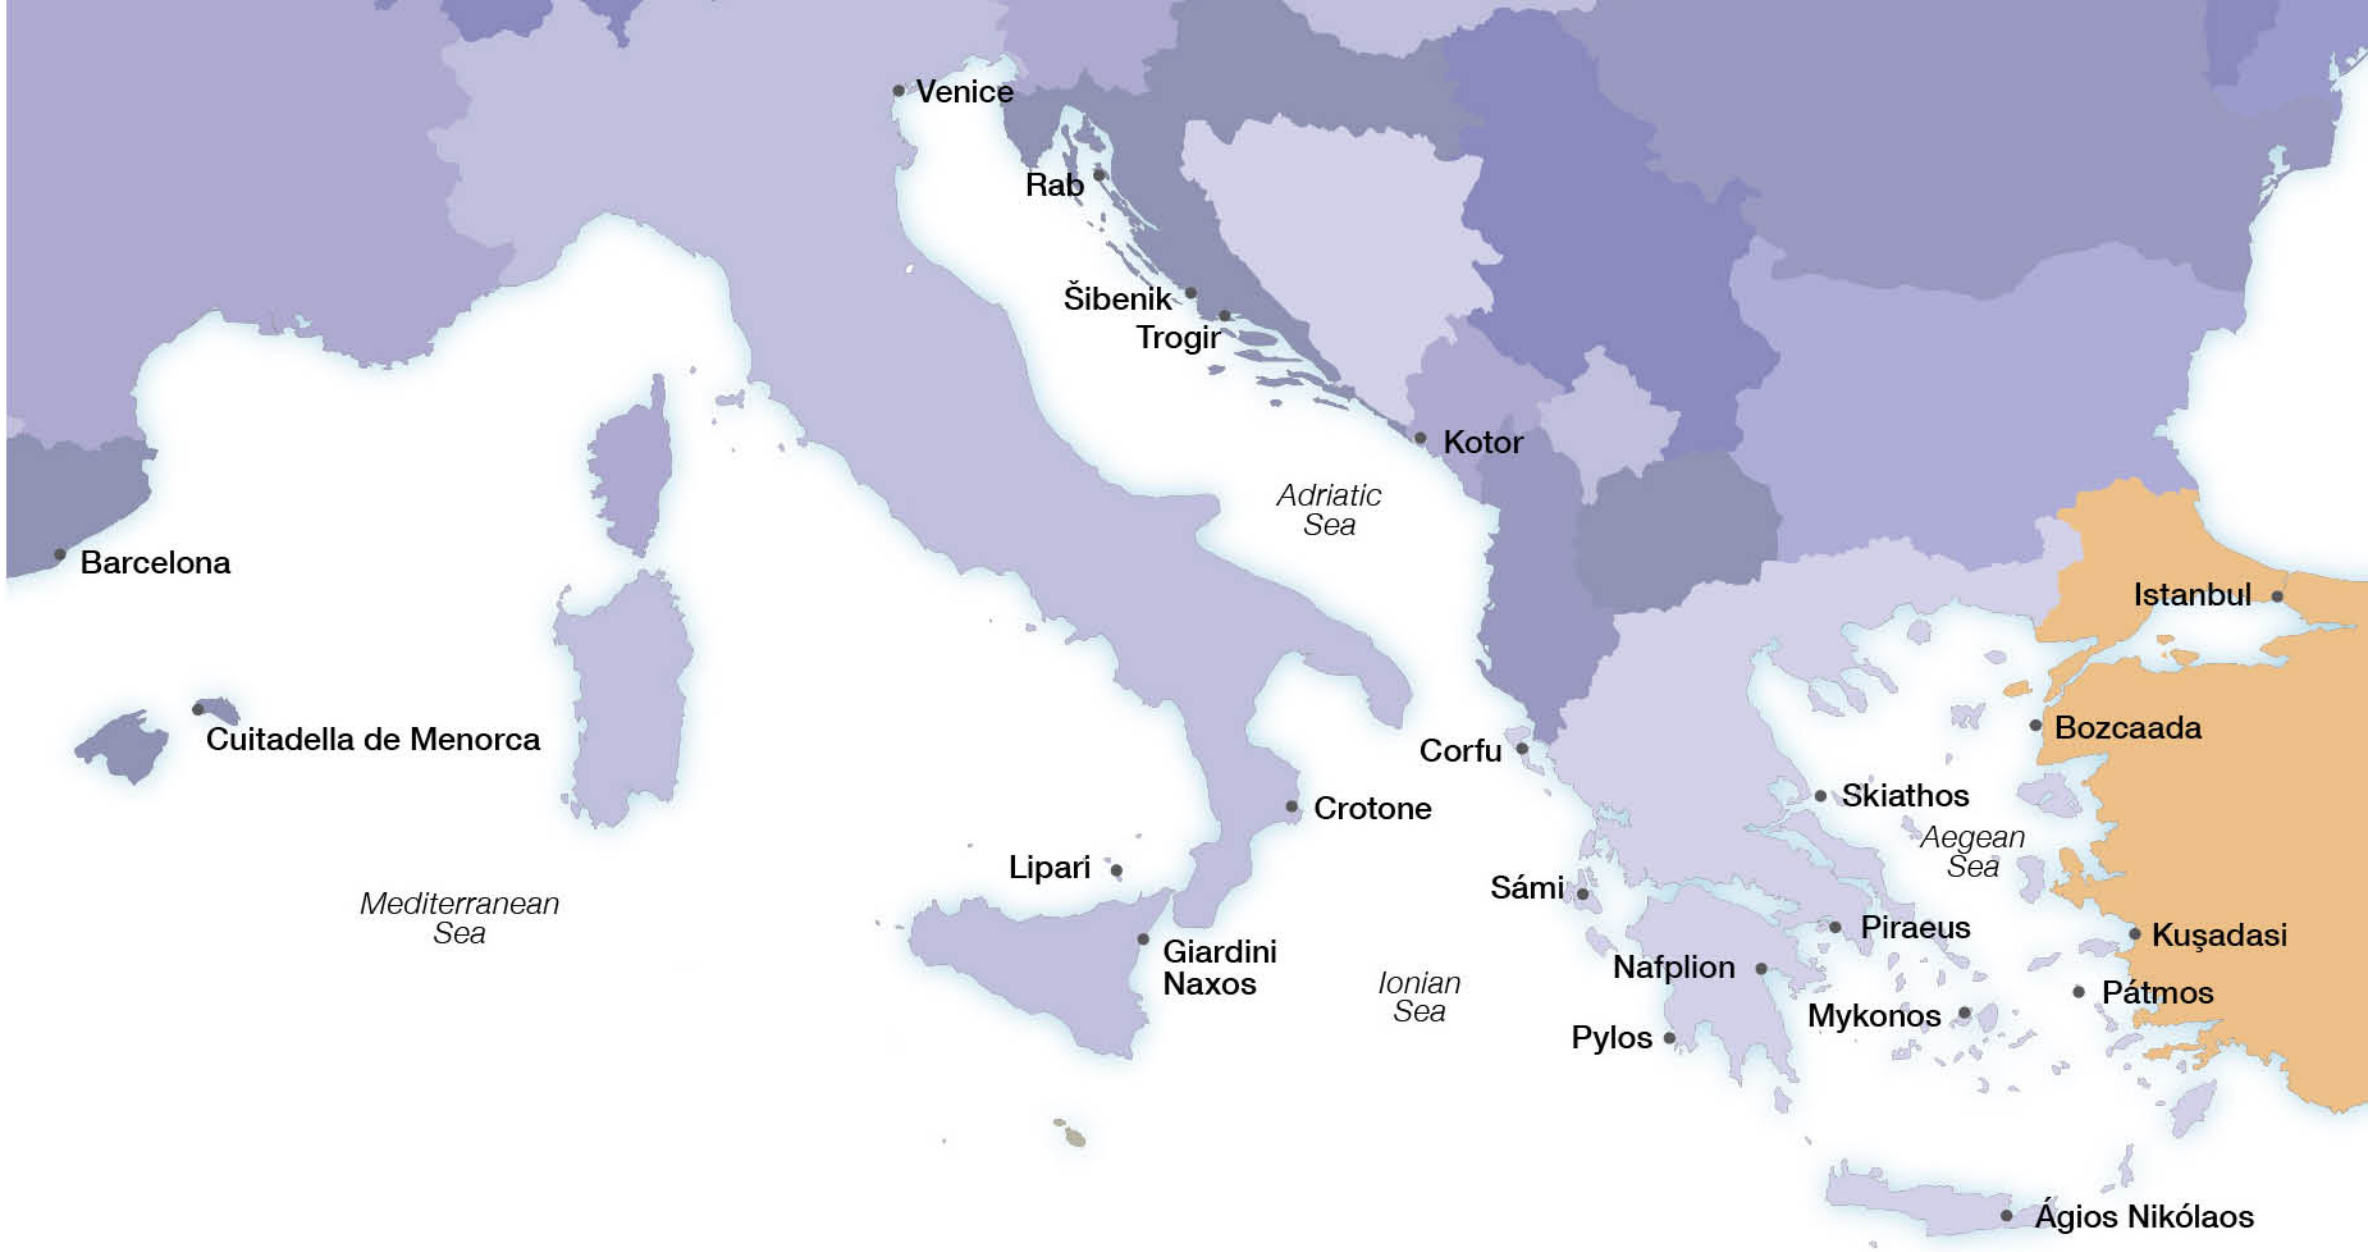 Venice
Rab
Šibenik
Trogir
Kotor
Adriatic
Sea
Barcelona
Istanbul
Cuitadella de Menorca
Bozcaada
Corfu
Skiathos
Crotone
Aegean
Sea
Lipari
Sámi
Mediterranean
Sea
Piraeus
Kuşadasi
Giardini
Naxos
Nafplion
Ionian
Sea
Pátmos
Mykonos
Pylos
Ágios Nikólaos